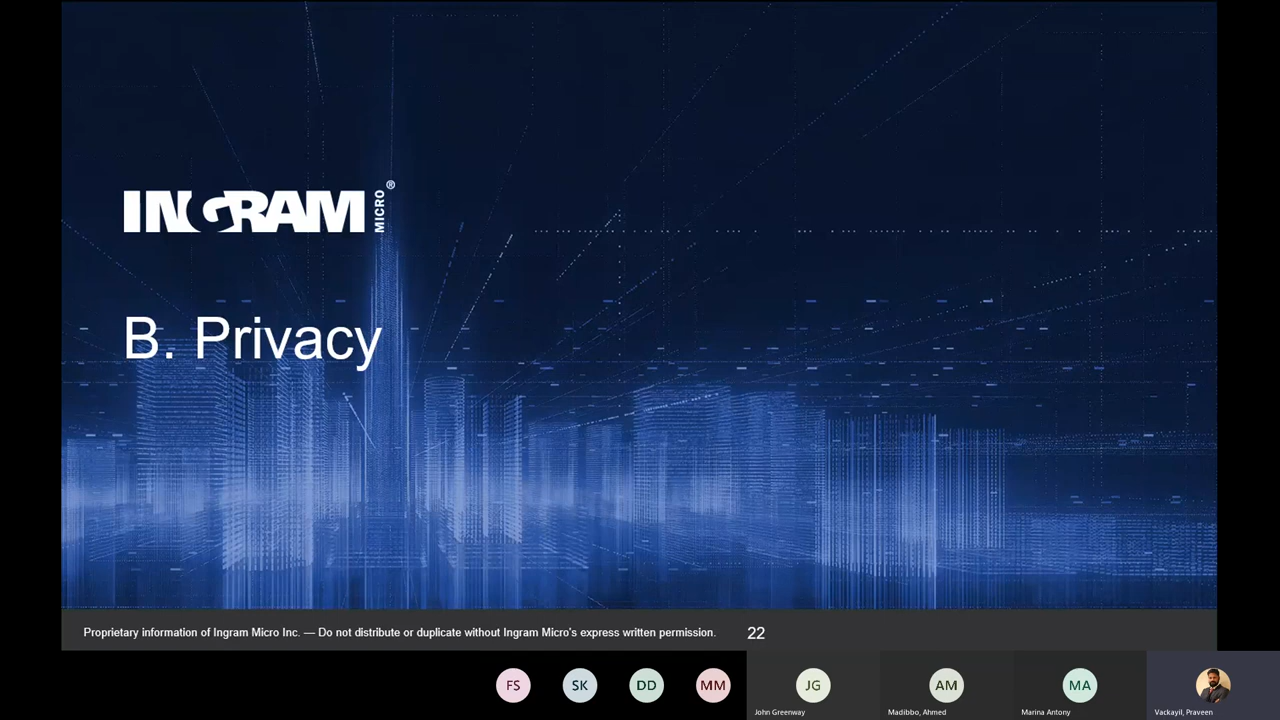 INGRAM MICRO®
B. Privacy
Proprietary information of Ingram Micro Inc. — Do not distribute or duplicate without Ingram Micro's express written permission. 22
FS SK DD MM JG AM MA
John Greenway Madibbo, Ahmed Marina Antony Vackayil, Praveen